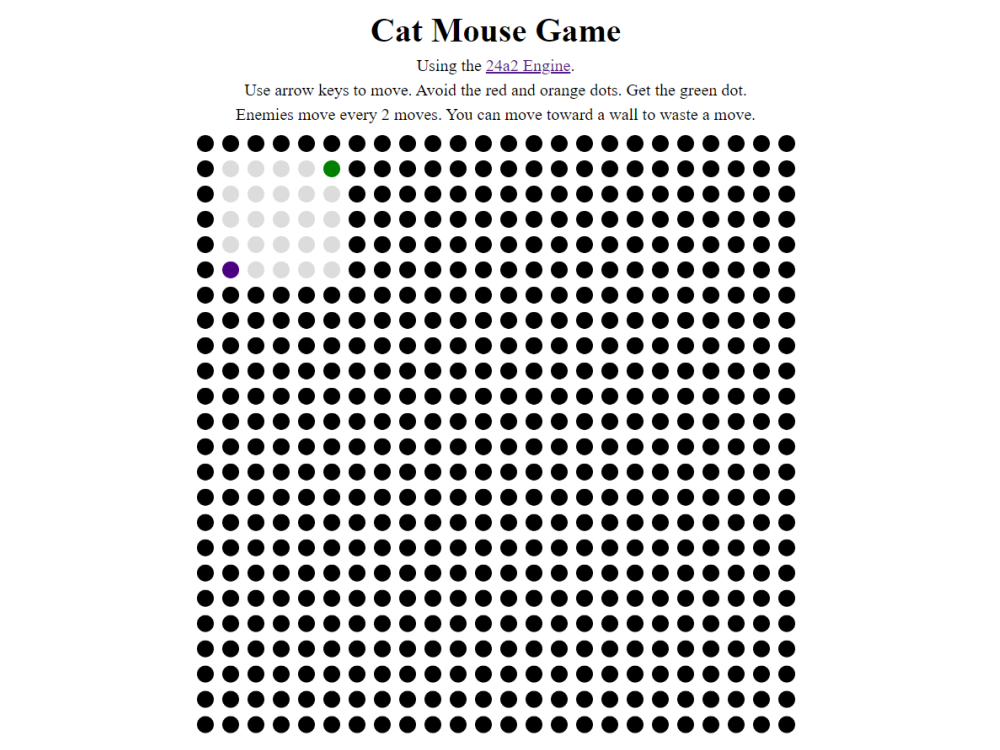 Cat Mouse Game
Using the 24a2 Engine.
Use arrow keys to move. Avoid the red and orange dots. Get the green dot.
Enemies move every 2 moves. You can move toward a wall to waste a move.